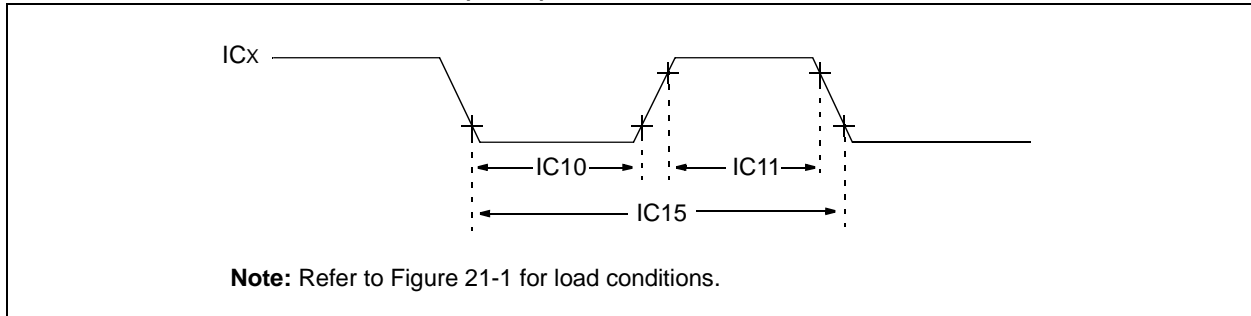 ICx
IC10
IC11
IC15
Note: Refer to Figure 21-1 for load conditions.